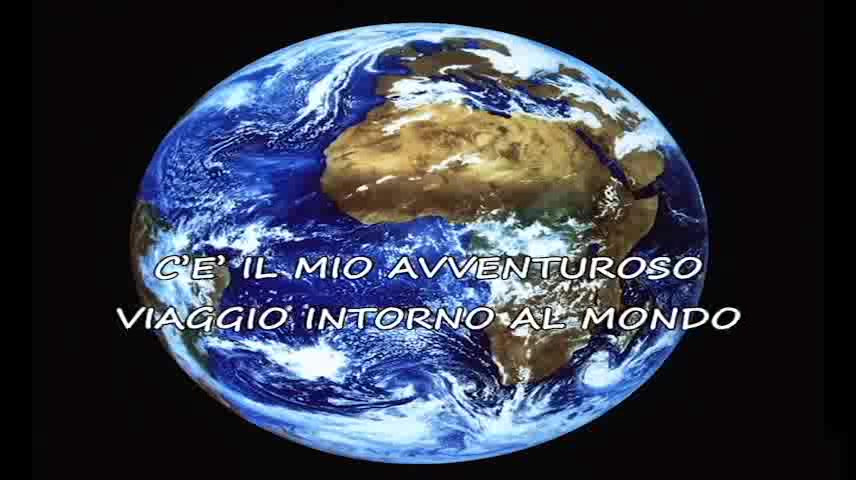 C'E' IL MIO AVVENTUROSO
VIAGGIO INTORNO AL MONDO